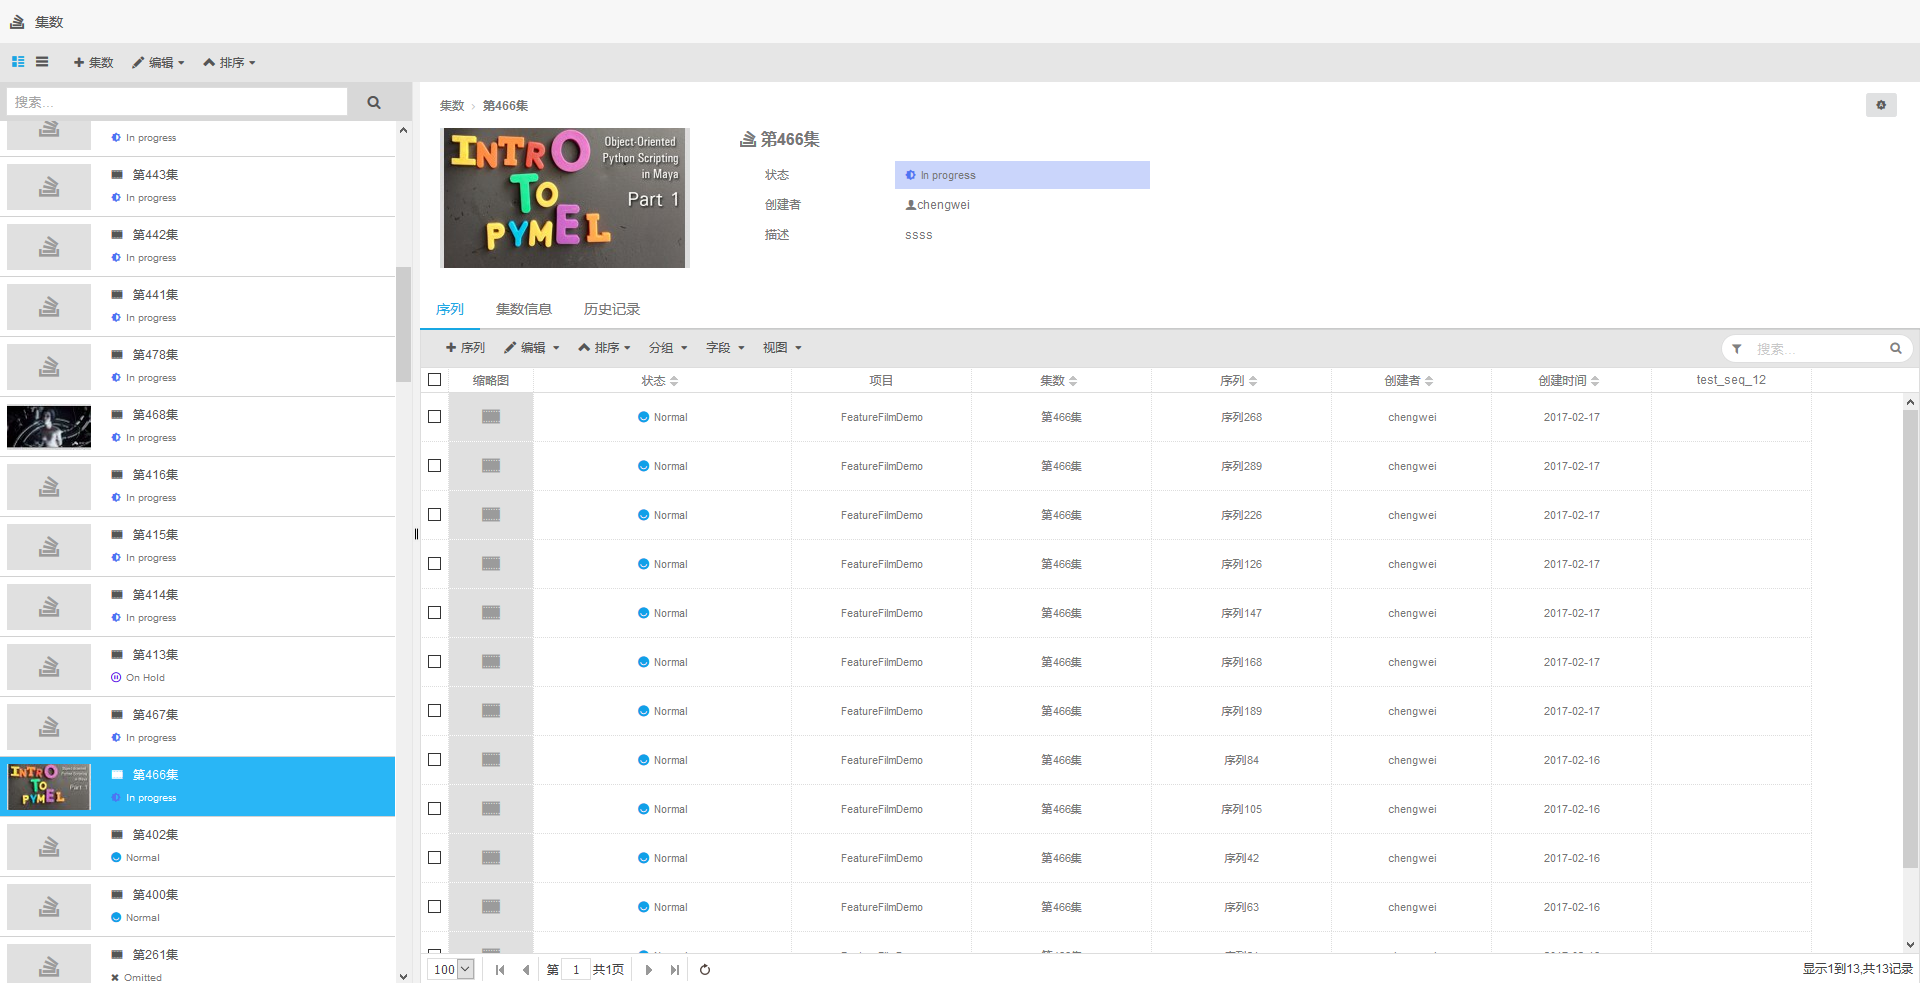 集数
集数 编辑 排序
搜索...
In progress
第443集
In progress
第442集
In progress
第441集
In progress
第478集
In progress
第468集
In progress
第416集
In progress
第415集
In progress
第414集
In progress
第413集
On Hold
第467集
In progress
第466集
In progress
第402集
Normal
第400集
Normal
第261集
Omitted
集数 › 第466集
INTRO
TO
PYMEL
Object-Oriented
Python Scripting
in Maya
Part 1
第466集
状态 In progress
创建者 chengwei
描述 ssss
序列 集数信息 历史记录
序列 编辑 排序 分组 字段 视图 搜索...
缩略图 状态 项目 集数 序列 创建者 创建时间 test_seq_12
Normal FeatureFilmDemo 第466集 序列268 chengwei 2017-02-17
Normal FeatureFilmDemo 第466集 序列289 chengwei 2017-02-17
Normal FeatureFilmDemo 第466集 序列226 chengwei 2017-02-17
Normal FeatureFilmDemo 第466集 序列126 chengwei 2017-02-17
Normal FeatureFilmDemo 第466集 序列147 chengwei 2017-02-17
Normal FeatureFilmDemo 第466集 序列168 chengwei 2017-02-17
Normal FeatureFilmDemo 第466集 序列189 chengwei 2017-02-17
Normal FeatureFilmDemo 第466集 序列84 chengwei 2017-02-16
Normal FeatureFilmDemo 第466集 序列105 chengwei 2017-02-16
Normal FeatureFilmDemo 第466集 序列42 chengwei 2017-02-16
Normal FeatureFilmDemo 第466集 序列63 chengwei 2017-02-16
100 第 1 共1页 显示1到13,共13记录